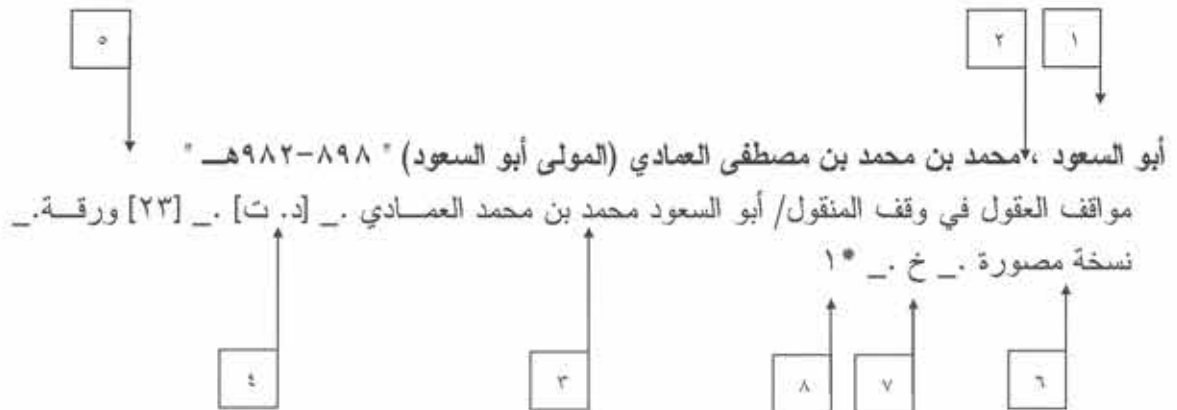 ١ ٢ ٥
أبو السعود ، محمد بن محمد بن مصطفى العمادي (المولى أبو السعود) " ٨٩٨-٩٨٢هـ "
مواقف العقول في وقف المنقول/ أبو السعود محمد بن محمد العمادي ._ [د. ت] ._ [٢٣] ورقة._
نسخة مصورة ._ خ ._ *١
٦ ٧ ٨ ٣ ٤